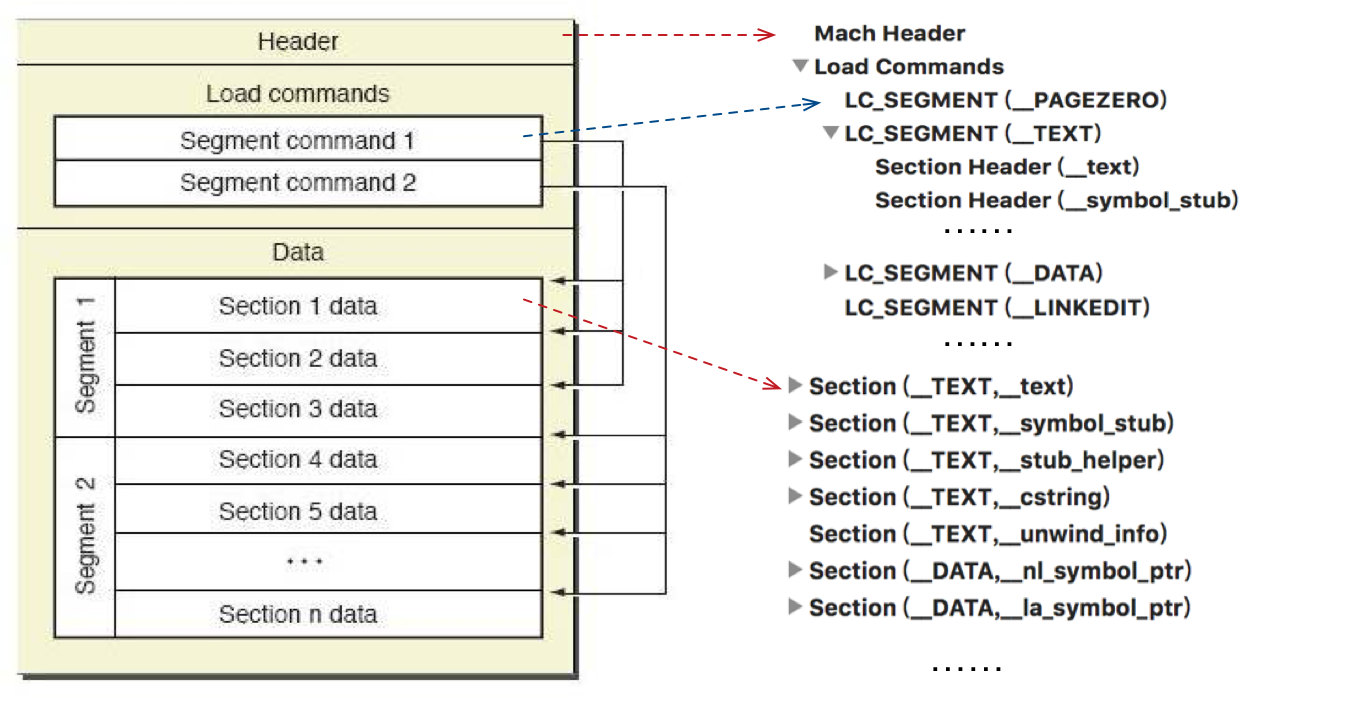 Header
Load commands
Segment command 1
Segment command 2
Data
Segment 1
Section 1 data
Section 2 data
Section 3 data
Segment 2
Section 4 data
Section 5 data
...
Section n data
Mach Header
Load Commands
LC_SEGMENT (__PAGEZERO)
LC_SEGMENT (__TEXT)
Section Header (__text)
Section Header (__symbol_stub)
......
LC_SEGMENT (__DATA)
LC_SEGMENT (__LINKEDIT)
......
Section (__TEXT,__text)
Section (__TEXT,__symbol_stub)
Section (__TEXT,__stub_helper)
Section (__TEXT,__cstring)
Section (__TEXT,__unwind_info)
Section (__DATA,__nl_symbol_ptr)
Section (__DATA,__la_symbol_ptr)
......